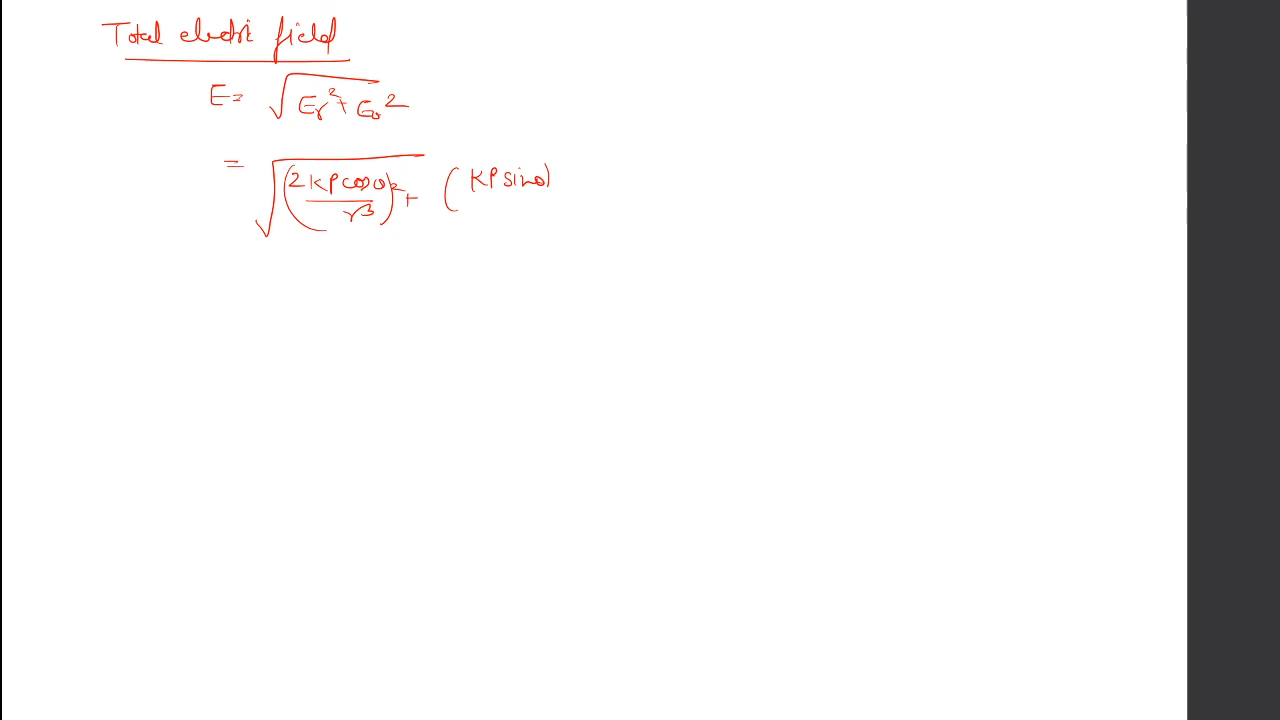 Total electric field
E = √(Er² + Eθ²)
= √((2KPcosθ/r³)² + (KPsinθ